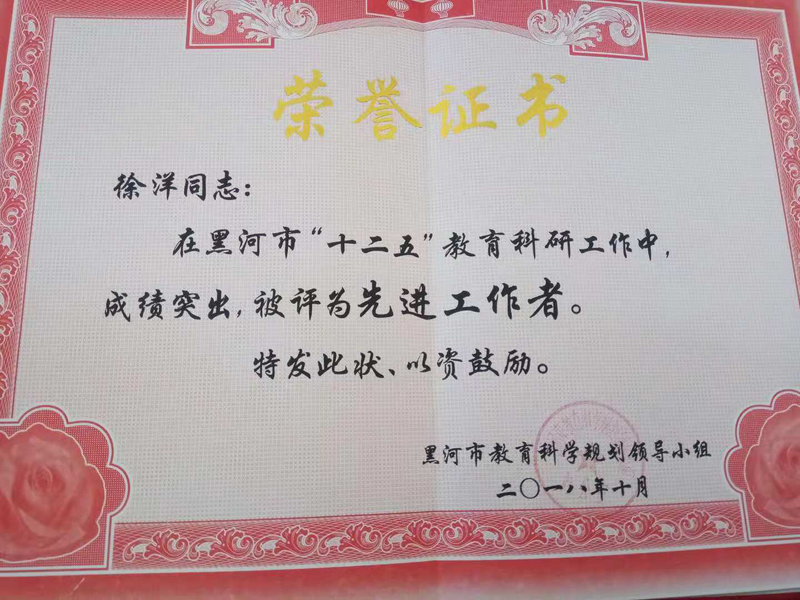 荣誉证书
徐洋同志：
在黑河市“十二五”教育科研工作中，
成绩突出，被评为先进工作者。
特发此状、以资鼓励。
黑河市教育科学规划领导小组
二〇一八年十月